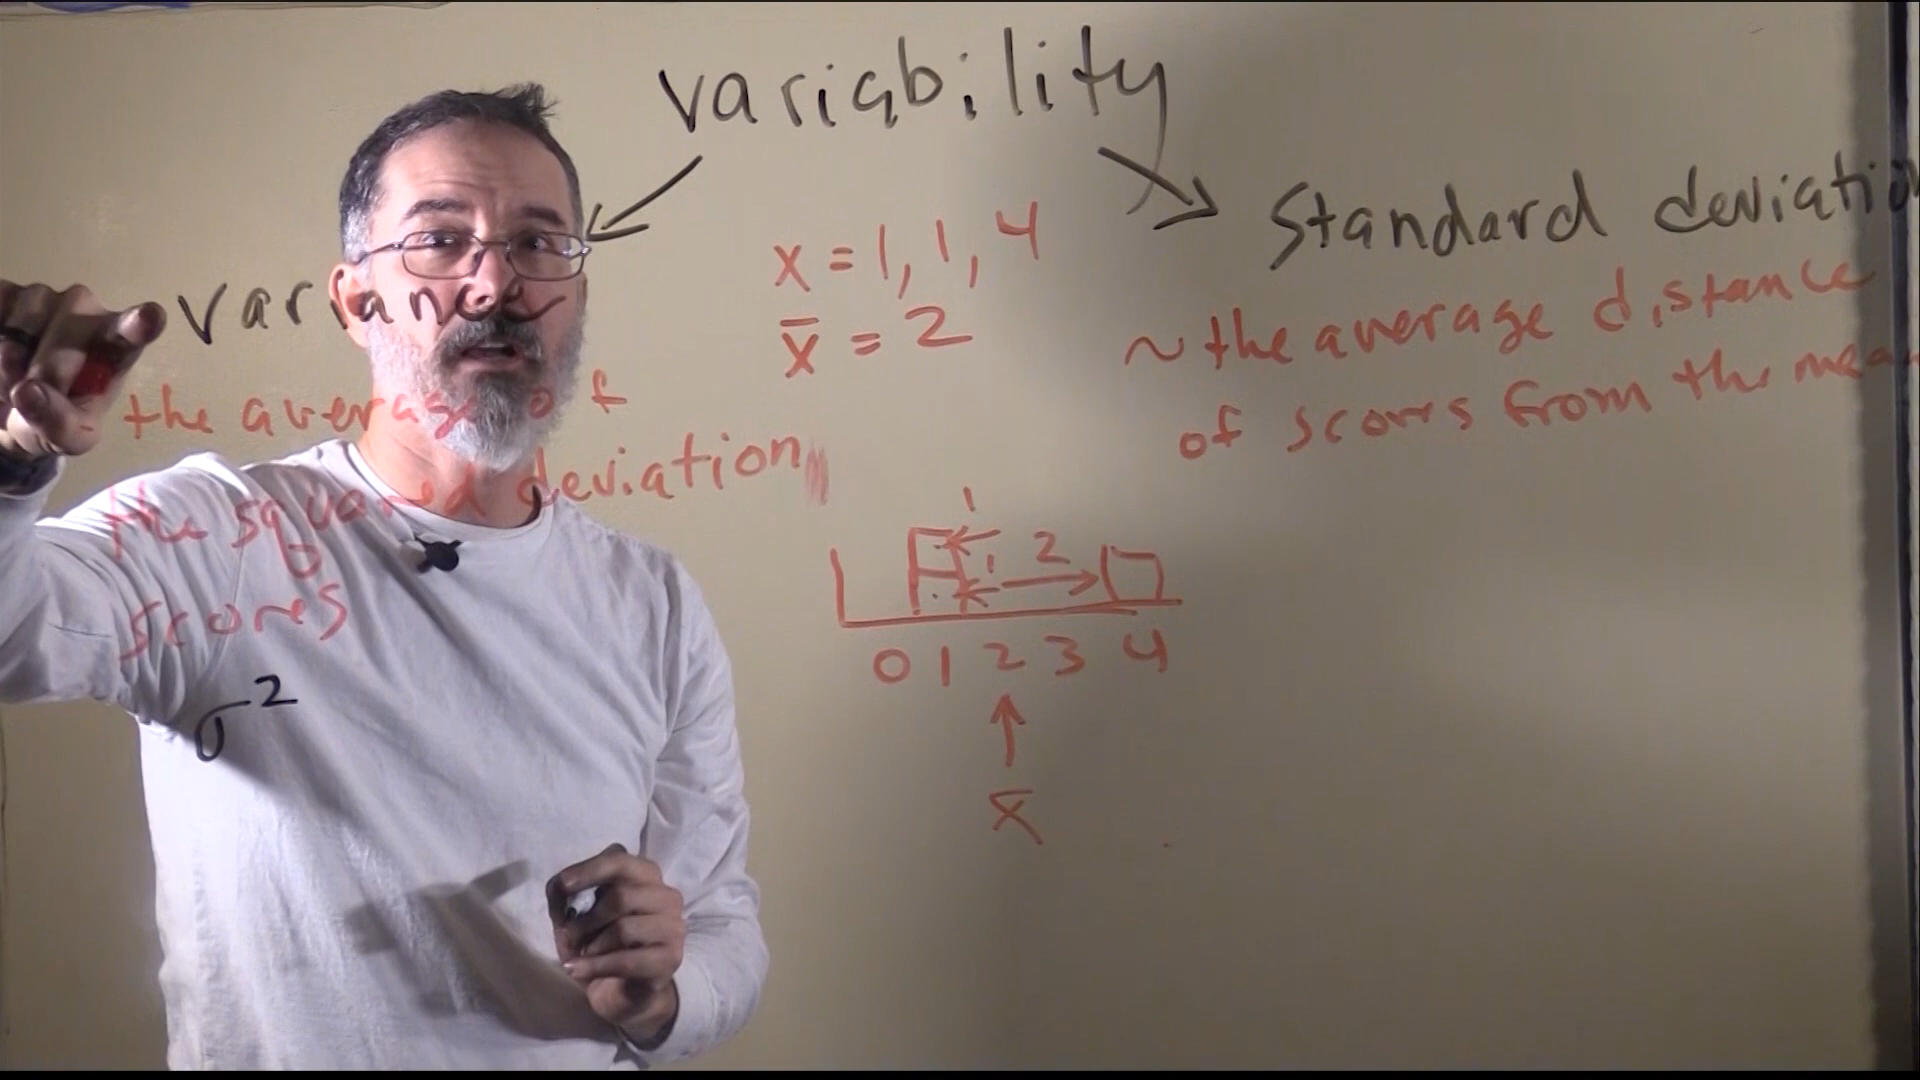 variability
variance
the average of
the squared deviation
scores
σ²
x = 1, 1, 4
x̄ = 2
Standard deviation
~ the average distance
of scores from the mean
1
1 2
0 1 2 3 4
x̄